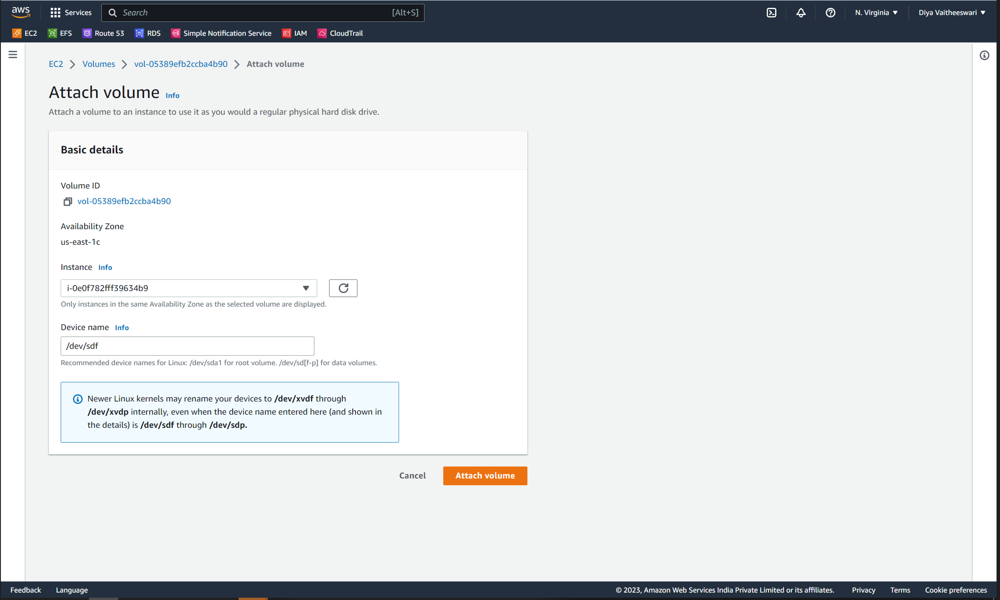 aws
Services
Search
[Alt+S]
N. Virginia
Diya Vaitheeswari
EC2
EFS
Route 53
RDS
Simple Notification Service
IAM
CloudTrail
EC2
Volumes
vol-05389efb2ccba4b90
Attach volume
Attach volume Info
Attach a volume to an instance to use it as you would a regular physical hard disk drive.
Basic details
Volume ID
vol-05389efb2ccba4b90
Availability Zone
us-east-1c
Instance Info
i-0e0f782fff39634b9
Only instances in the same Availability Zone as the selected volume are displayed.
Device name Info
/dev/sdf
Recommended device names for Linux: /dev/sda1 for root volume. /dev/sd[f-p] for data volumes.
Newer Linux kernels may rename your devices to /dev/xvdf through
/dev/xvdp internally, even when the device name entered here (and shown in
the details) is /dev/sdf through /dev/sdp.
Cancel
Attach volume
Feedback
Language
© 2023, Amazon Web Services India Private Limited or its affiliates.
Privacy
Terms
Cookie preferences